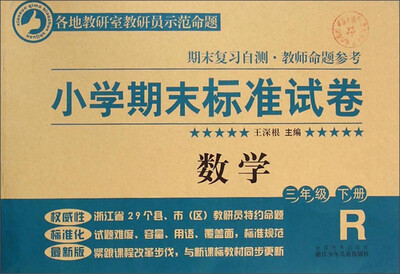 各地教研室教研员示范命题
期末复习自测·教师命题参考
小学期末标准试卷
★★★★★ 王深根 主编 ★★★★★
数学
三年级 下册
权威性 浙江省29个县、市(区)教研员特约命题
标准化 试题难度、容量、用语、覆盖面,标准规范
最新版 紧跟课程改革步伐,与新课标教材同步更新
R